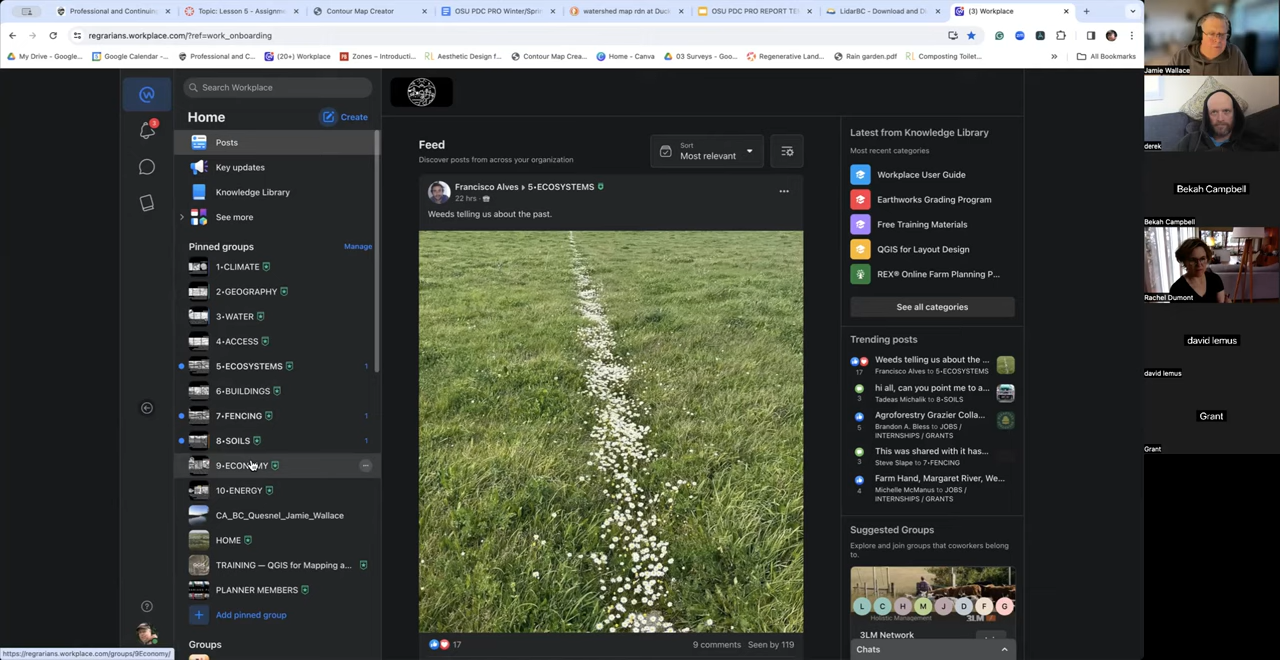 Professional and Continuin
Topic: Lesson 5 - Assignme
Contour Map Creator
OSU PDC PRO Winter/Sprin
watershed map rdn at Duck
OSU PDC PRO REPORT TE
LidarBC - Download and D
(3) Workplace
regrarians.workplace.com/?ref=work_onboarding
My Drive - Google...
Google Calendar -...
Professional and C...
(20+) Workplace
Zones – Introducti...
Aesthetic Design f...
Contour Map Crea...
Home - Canva
03 Surveys - Goo...
Regenerative Land...
Rain garden.pdf
Composting Toilet...
All Bookmarks
Search Workplace
Home
Create
Posts
Key updates
Knowledge Library
See more
Pinned groups
Manage
1•CLIMATE
2•GEOGRAPHY
3•WATER
4•ACCESS
5•ECOSYSTEMS 1
6•BUILDINGS
7•FENCING 1
8•SOILS 1
9•ECONOMY
10•ENERGY
CA_BC_Quesnel_Jamie_Wallace
HOME
TRAINING — QGIS for Mapping a...
PLANNER MEMBERS
Add pinned group
Groups
https://regrarians.workplace.com/groups/9Economy/
Feed
Discover posts from across your organization
Sort
Most relevant
Francisco Alves ▸ 5•ECOSYSTEMS
22 hrs ·
Weeds telling us about the past.
17
9 comments Seen by 119
Latest from Knowledge Library
Most recent categories
Workplace User Guide
Earthworks Grading Program
Free Training Materials
QGIS for Layout Design
REX® Online Farm Planning P...
See all categories
Trending posts
Weeds telling us about the ...
Francisco Alves to 5•ECOSYSTEMS
17
hi all, can you point me to a...
Tadeas Michalik to 8•SOILS
3
Agroforestry Grazier Colla...
Brandon A. Bless to JOBS /
INTERNSHIPS / GRANTS
5
This was shared with it has...
Steve Slape to 7•FENCING
3
Farm Hand, Margaret River, We...
Michelle McManus to JOBS /
INTERNSHIPS / GRANTS
4
Suggested Groups
Explore and join groups that coworkers belong
to.
L C H M J D F G
Holistic Management
3LM
3LM Network
Chats
Jamie Wallace
derek
Bekah Campbell
Bekah Campbell
Rachel Dumont
david lemus
david lemus
Grant
Grant